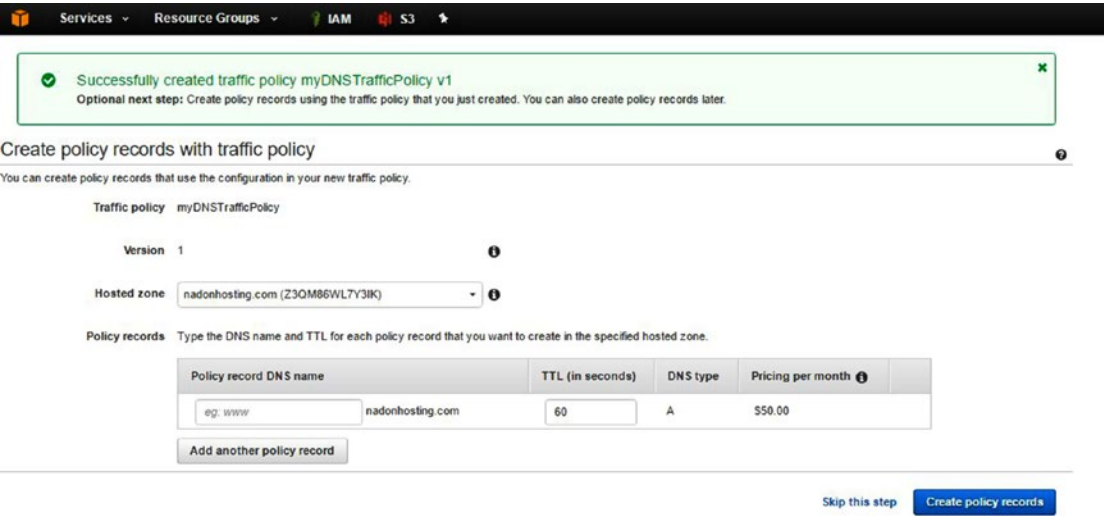 Services Resource Groups IAM S3
Successfully created traffic policy myDNSTrafficPolicy v1
Optional next step: Create policy records using the traffic policy that you just created. You can also create policy records later.
Create policy records with traffic policy
You can create policy records that use the configuration in your new traffic policy.
Traffic policy myDNSTrafficPolicy
Version 1
Hosted zone nadonhosting.com (Z3QM86WL7Y3IK)
Policy records Type the DNS name and TTL for each policy record that you want to create in the specified hosted zone.
Policy record DNS name TTL (in seconds) DNS type Pricing per month
eg: www nadonhosting.com 60 A $50.00
Add another policy record
Skip this step Create policy records